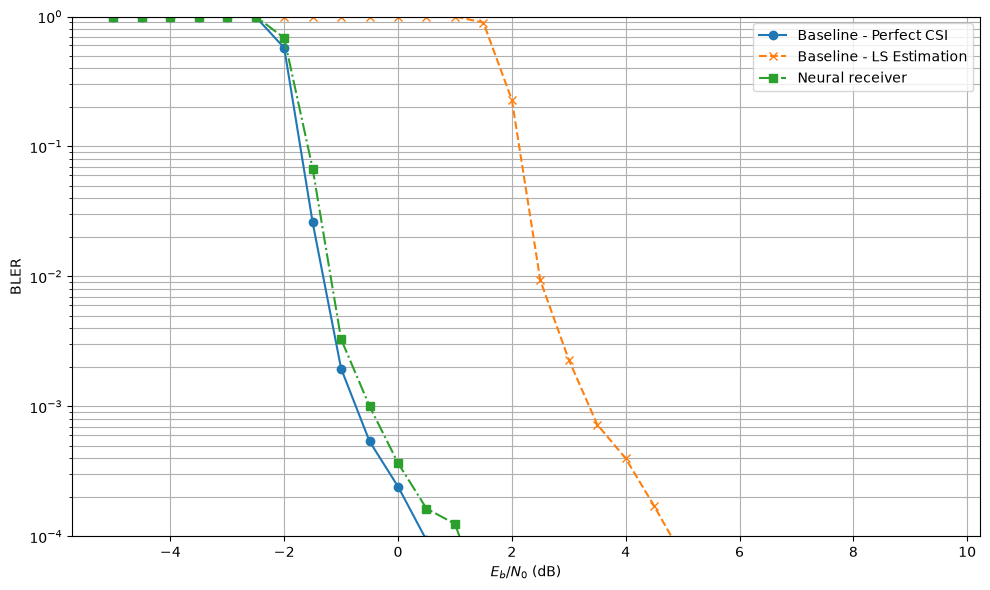 10⁰
10⁻¹
10⁻²
10⁻³
10⁻⁴
BLER
Baseline - Perfect CSI
Baseline - LS Estimation
Neural receiver
−4 −2 0 2 4 6 8 10
E_b/N_0 (dB)